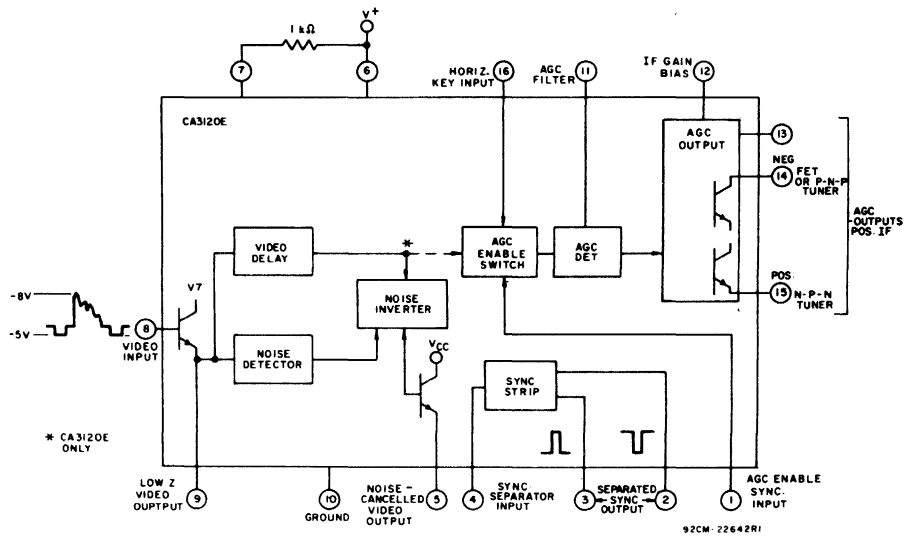 V+
1 kΩ
7
6
HORIZ.
KEY INPUT
16
AGC
FILTER
11
IF GAIN
BIAS
12
CA3120E
AGC
OUTPUT
13
NEG
14
FET
OR P-N-P
TUNER
AGC
OUTPUTS
POS. IF
POS.
15
N-P-N
TUNER
VIDEO
DELAY
*
AGC
ENABLE
SWITCH
AGC
DET
NOISE
INVERTER
-8V
-5V
8
VIDEO
INPUT
V7
NOISE
DETECTOR
VCC
SYNC
STRIP
* CA3120E
ONLY
LOW Z
VIDEO
OUPTPUT
9
10
GROUND
NOISE-
CANCELLED
VIDEO
OUTPUT
5
4
SYNC
SEPARATOR
INPUT
3
SEPARATED
SYNC
OUTPUT
2
1
AGC ENABLE
SYNC.
INPUT
92CM-22642R1